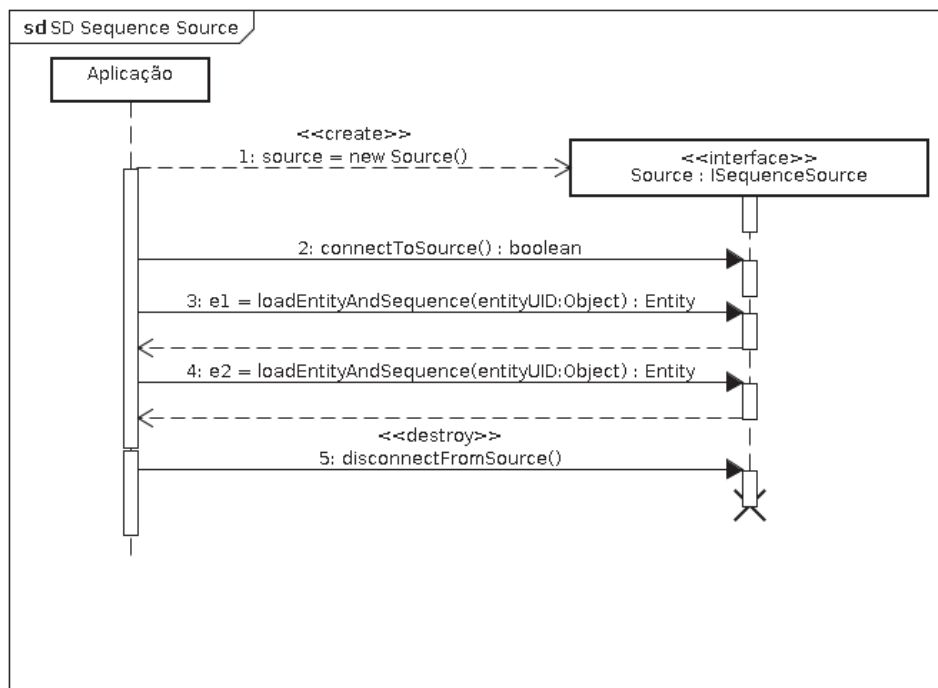 sd SD Sequence Source
Aplicação
<<create>>
1: source = new Source()
<<interface>>
Source : ISequenceSource
2: connectToSource() : boolean
3: e1 = loadEntityAndSequence(entityUID:Object) : Entity
4: e2 = loadEntityAndSequence(entityUID:Object) : Entity
<<destroy>>
5: disconnectFromSource()